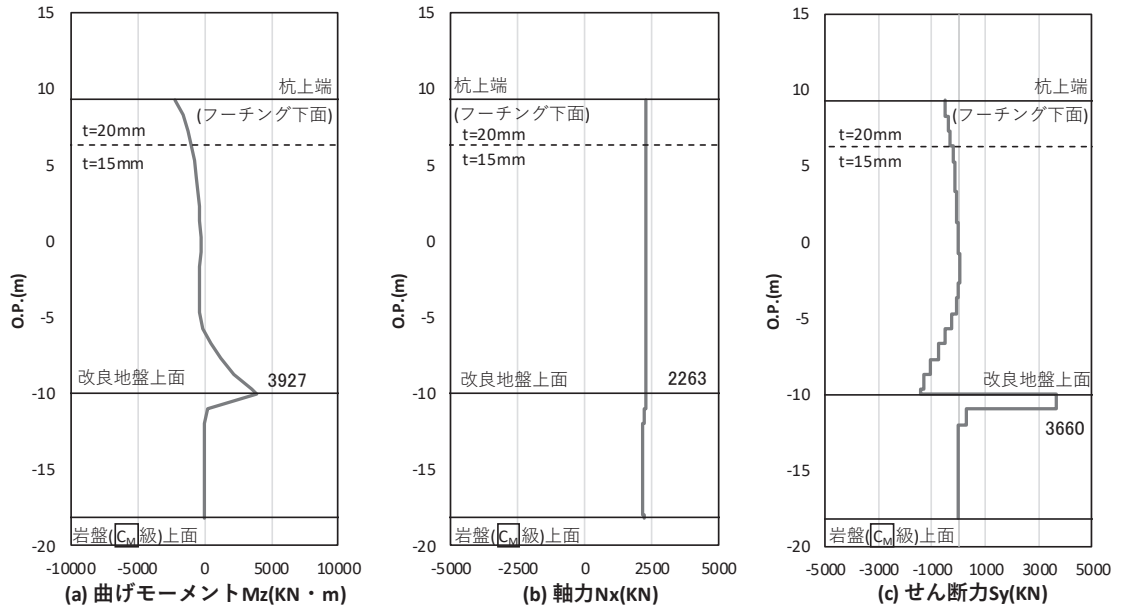 15
10
5
0
-5
-10
-15
-20
O.P.(m)
杭上端
(フーチング下面)
t=20mm
t=15mm
改良地盤上面
3927
岩盤(CM級)上面
-10000 -5000 0 5000 10000
(a) 曲げモーメントMz(KN・m)
15
10
5
0
-5
-10
-15
-20
O.P.(m)
杭上端
(フーチング下面)
t=20mm
t=15mm
改良地盤上面
2263
岩盤(CM級)上面
-5000 -2500 0 2500 5000
(b) 軸力Nx(KN)
15
10
5
0
-5
-10
-15
-20
O.P.(m)
杭上端
(フーチング下面)
t=20mm
t=15mm
改良地盤上面
3660
岩盤(CM級)上面
-5000 -3000 -1000 1000 3000 5000
(c) せん断力Sy(KN)